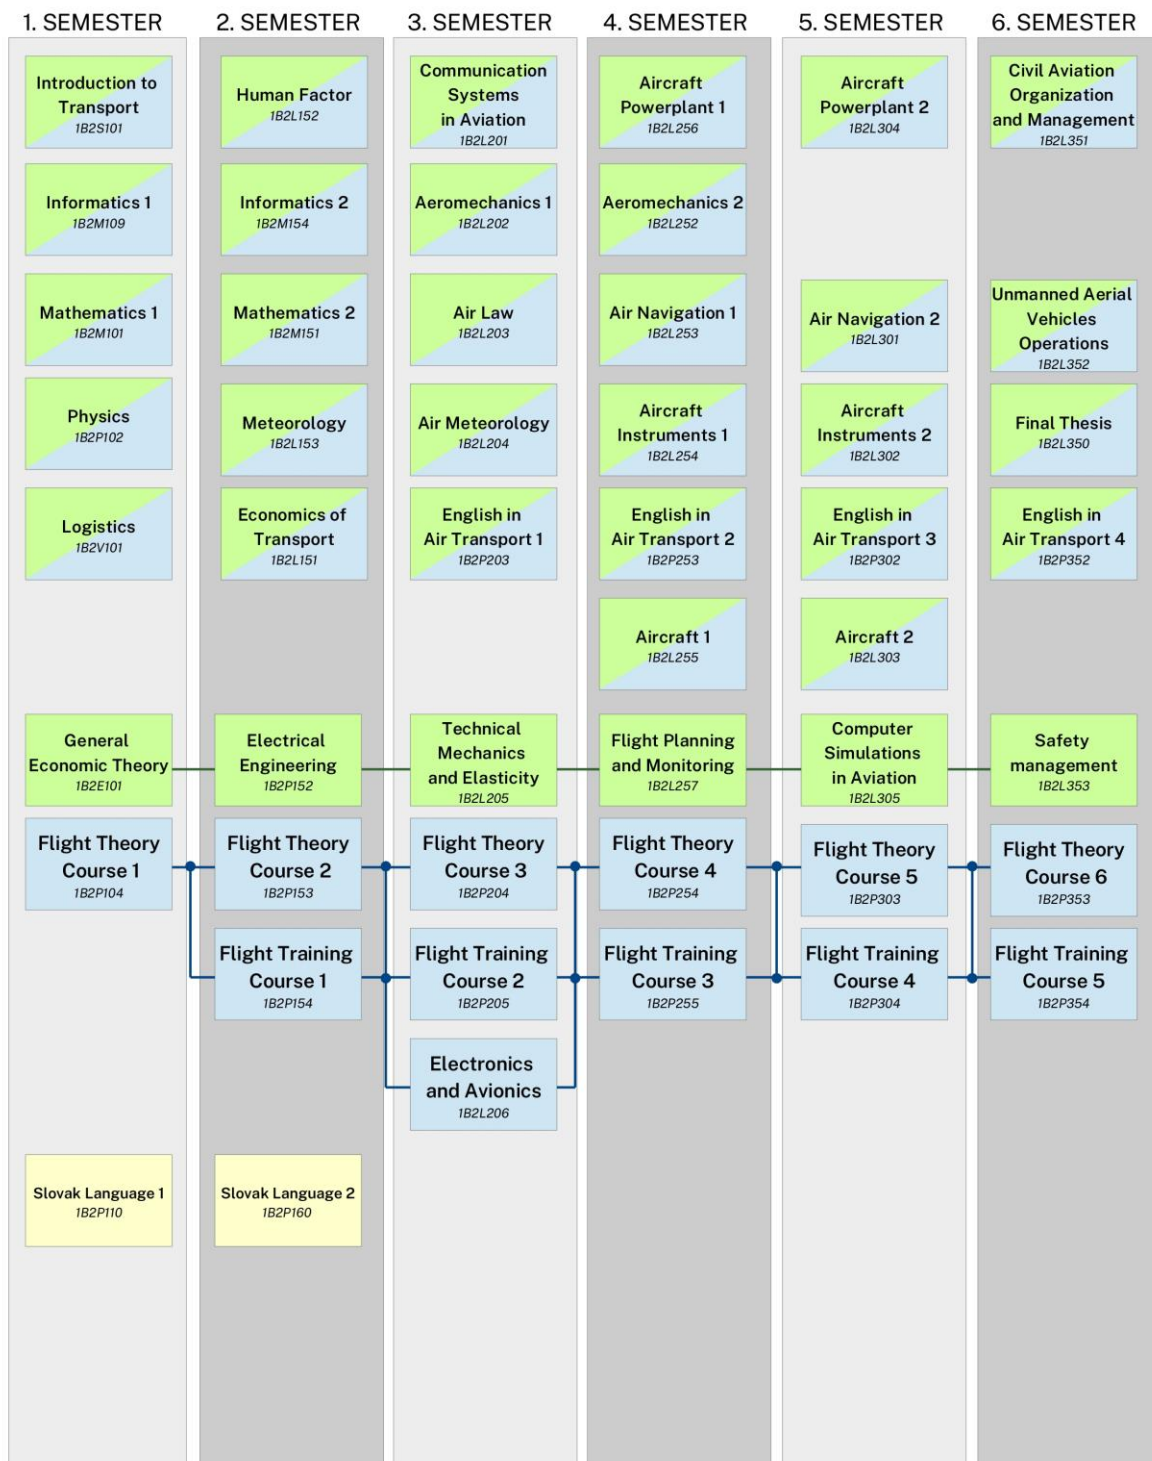 1. SEMESTER
2. SEMESTER
3. SEMESTER
4. SEMESTER
5. SEMESTER
6. SEMESTER
Introduction to
Transport
1B2S101
Human Factor
1B2L152
Communication
Systems
in Aviation
1B2L201
Aircraft
Powerplant 1
1B2L256
Aircraft
Powerplant 2
1B2L304
Civil Aviation
Organization
and Management
1B2L351
Informatics 1
1B2M109
Informatics 2
1B2M154
Aeromechanics 1
1B2L202
Aeromechanics 2
1B2L252
Mathematics 1
1B2M101
Mathematics 2
1B2M151
Air Law
1B2L203
Air Navigation 1
1B2L253
Air Navigation 2
1B2L301
Unmanned Aerial
Vehicles
Operations
1B2L352
Physics
1B2P102
Meteorology
1B2L153
Air Meteorology
1B2L204
Aircraft
Instruments 1
1B2L254
Aircraft
Instruments 2
1B2L302
Final Thesis
1B2L350
Logistics
1B2V101
Economics of
Transport
1B2L151
English in
Air Transport 1
1B2P203
English in
Air Transport 2
1B2P253
English in
Air Transport 3
1B2P302
English in
Air Transport 4
1B2P352
Aircraft 1
1B2L255
Aircraft 2
1B2L303
General
Economic Theory
1B2E101
Electrical
Engineering
1B2P152
Technical
Mechanics
and Elasticity
1B2L205
Flight Planning
and Monitoring
1B2L257
Computer
Simulations
in Aviation
1B2L305
Safety
management
1B2L353
Flight Theory
Course 1
1B2P104
Flight Theory
Course 2
1B2P153
Flight Theory
Course 3
1B2P204
Flight Theory
Course 4
1B2P254
Flight Theory
Course 5
1B2P303
Flight Theory
Course 6
1B2P353
Flight Training
Course 1
1B2P154
Flight Training
Course 2
1B2P205
Flight Training
Course 3
1B2P255
Flight Training
Course 4
1B2P304
Flight Training
Course 5
1B2P354
Electronics
and Avionics
1B2L206
Slovak Language 1
1B2P110
Slovak Language 2
1B2P160